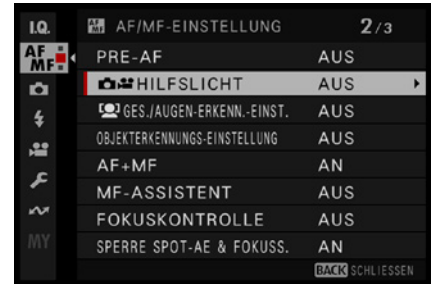 I.Q.
AF/MF-EINSTELLUNG 2/3
AF MF
PRE-AF AUS
HILFSLICHT AUS
GES./AUGEN-ERKENN.-EINST. AUS
OBJEKTERKENNUNGS-EINSTELLUNG AUS
AF+MF AN
MF-ASSISTENT AUS
FOKUSKONTROLLE AUS
MY
SPERRE SPOT-AE & FOKUSS. AN
BACK SCHLIESSEN